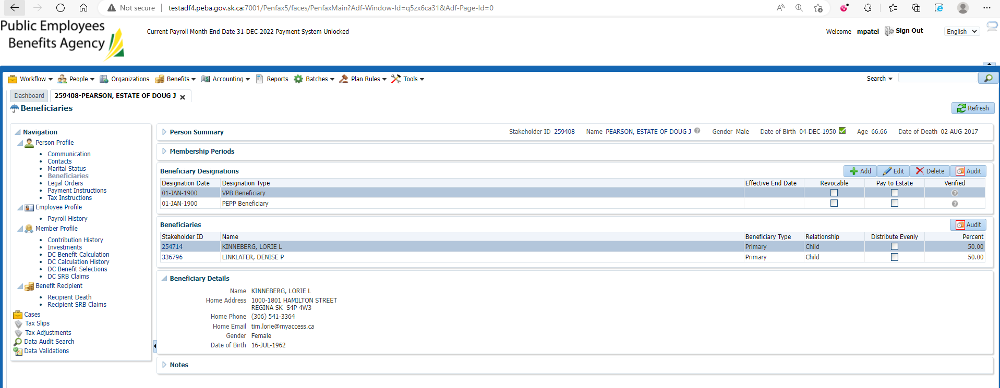 Not secure testadf4.peba.gov.sk.ca:7001/Penfax5/faces/PenfaxMain?Adf-Window-Id=q5zx6ca31&Adf-Page-Id=0
Public Employees
Benefits Agency
Current Payroll Month End Date 31-DEC-2022 Payment System Unlocked
Welcome mpatel Sign Out English
Workflow People Organizations Benefits Accounting Reports Batches Plan Rules Tools Search
Dashboard 259408-PEARSON, ESTATE OF DOUG J
Beneficiaries Refresh
Navigation
Person Profile
Communication
Contacts
Marital Status
Beneficiaries
Legal Orders
Payment Instructions
Tax Instructions
Employee Profile
Payroll History
Member Profile
Contribution History
Investments
DC Benefit Calculation
DC Calculation History
DC Benefit Selections
DC SRB Claims
Benefit Recipient
Recipient Death
Recipient SRB Claims
Cases
Tax Slips
Tax Adjustments
Data Audit Search
Data Validations
Person Summary Stakeholder ID 259408 Name PEARSON, ESTATE OF DOUG J Gender Male Date of Birth 04-DEC-1950 Age 66.66 Date of Death 02-AUG-2017
Membership Periods
Beneficiary Designations Add Edit Delete Audit
Designation Date Designation Type Effective End Date Revocable Pay to Estate Verified
01-JAN-1900 VPB Beneficiary
01-JAN-1900 PEPP Beneficiary
Beneficiaries Audit
Stakeholder ID Name Beneficiary Type Relationship Distribute Evenly Percent
254714 KINNEBERG, LORIE L Primary Child 50.00
336796 LINKLATER, DENISE P Primary Child 50.00
Beneficiary Details
Name KINNEBERG, LORIE L
Home Address 1000-1801 HAMILTON STREET
REGINA SK S4P 4W3
Home Phone (306) 541-3364
Home Email tim.lorie@myaccess.ca
Gender Female
Date of Birth 16-JUL-1962
Notes